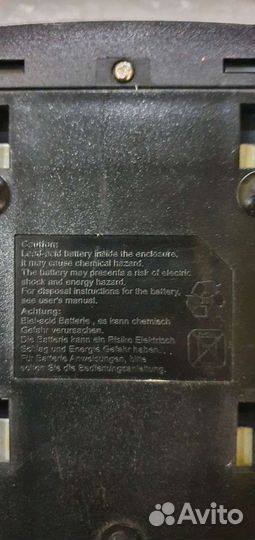 Caution:
Lead-acid battery inside the enclosure.
It may cause chemical hazard.
The battery may presents a risk of electric
shock and energy hazard.
For disposal instructions for the battery,
see user's manual.
Achtung:
Blei-acid Batterie , es kann chemisch
Gefahr verursachen.
Die Batterie kann ein Risiko Elektrisch
Schlag und Energie Gefahr haben.
Für Batterie Anweisungen, bitte
sehen Sie die Bedienungsanleitung.
Avito